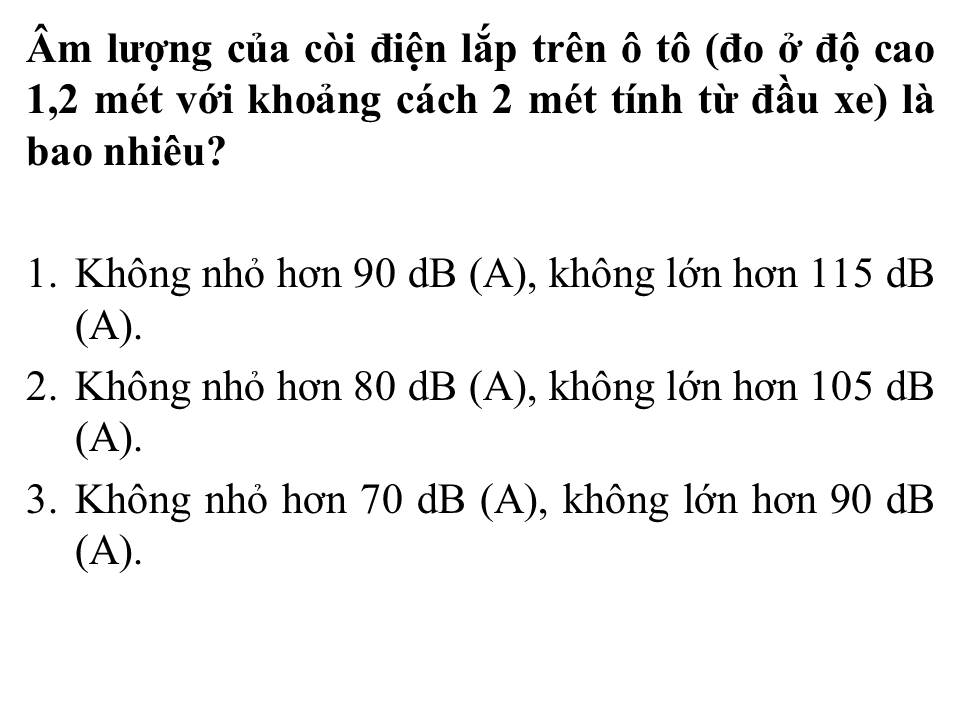 Âm lượng của còi điện lắp trên ô tô (đo ở độ cao
1,2 mét với khoảng cách 2 mét tính từ đầu xe) là
bao nhiêu?
1. Không nhỏ hơn 90 dB (A), không lớn hơn 115 dB
(A).
2. Không nhỏ hơn 80 dB (A), không lớn hơn 105 dB
(A).
3. Không nhỏ hơn 70 dB (A), không lớn hơn 90 dB
(A).